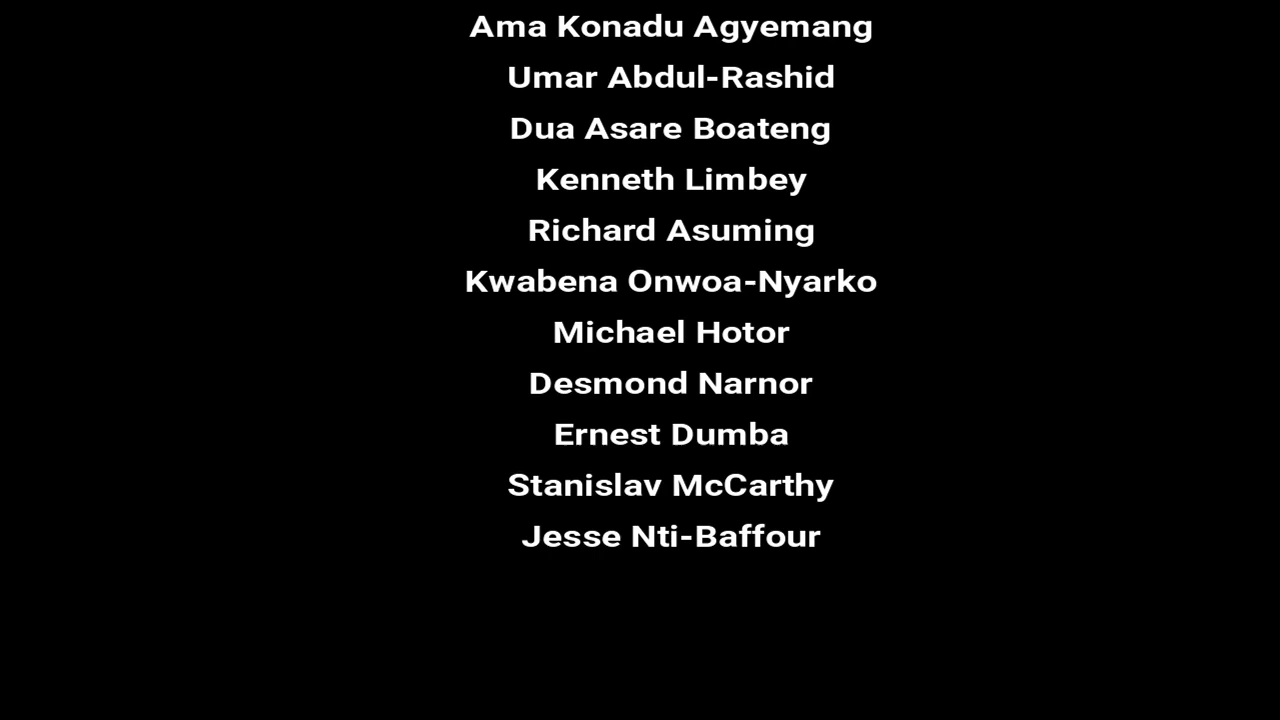 Ama Konadu Agyemang
Umar Abdul-Rashid
Dua Asare Boateng
Kenneth Limbey
Richard Asuming
Kwabena Onwoa-Nyarko
Michael Hotor
Desmond Narnor
Ernest Dumba
Stanislav McCarthy
Jesse Nti-Baffour